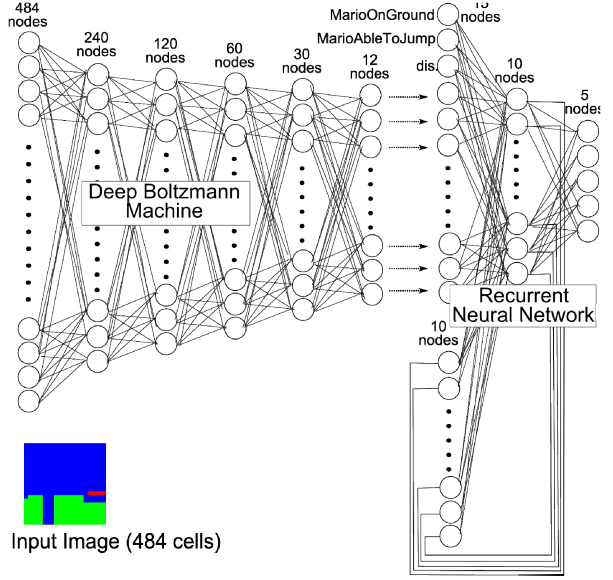 484
nodes
240
nodes
120
nodes
60
nodes
30
nodes
12
nodes
MarioOnGround
MarioAbleToJump
dis.
15
nodes
10
nodes
5
nodes
Deep Boltzmann
Machine
Recurrent
Neural Network
10
nodes
Input Image (484 cells)